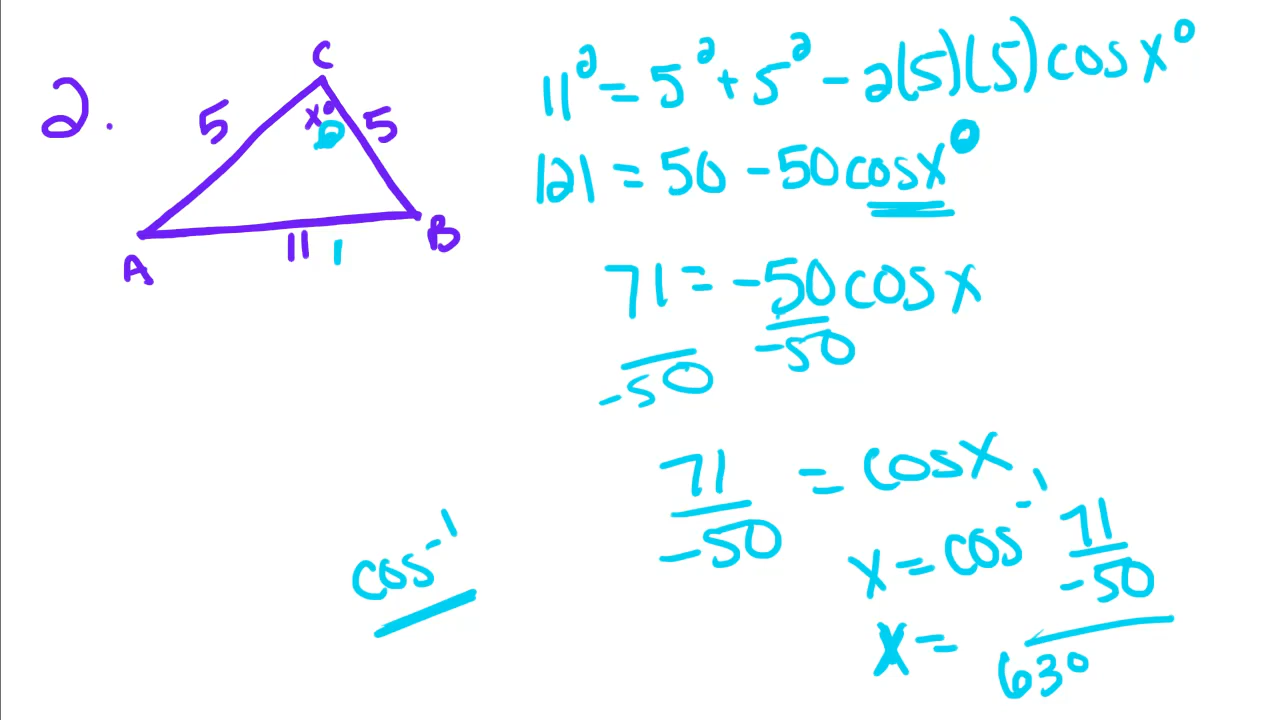 2.
C
5
x°
5
A
11
B
11² = 5² + 5² - 2(5)(5) cos x°
121 = 50 - 50 cos x°
71 = -50 cos x
-50 -50
71
-50
= cos x
cos⁻¹
x = cos⁻¹ 71
-50
x = 63°